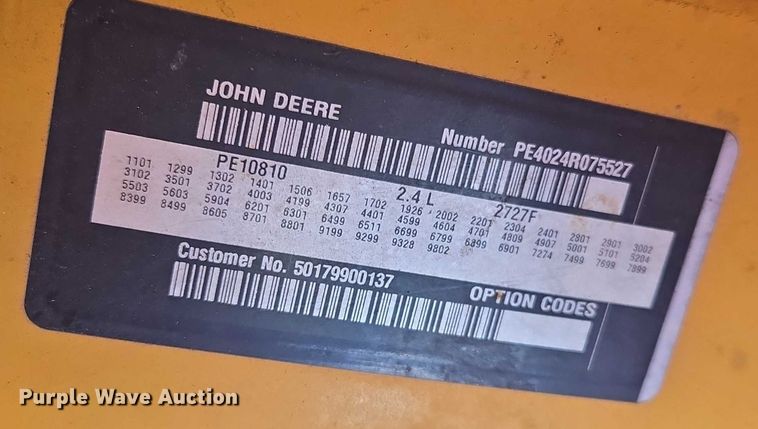 JOHN DEERE
Number PE4024R075527
PE10810 2.4 L 2727F
1101 1299 1302 1401 1506 1657 1702 1926 2002 2201 2304 2401 2801 2901 3002
3102 3501 3702 4003 4199 4307 4401 4599 4604 4701 4809 4907 5001 5101 5204
5503 5603 5904 6201 6301 6499 6511 6699 6799 6899 6901 7274 7499 7699 7899
8399 8499 8605 8701 8801 9199 9299 9328 9802
Customer No. 50179900137
OPTION CODES
Purple Wave Auction